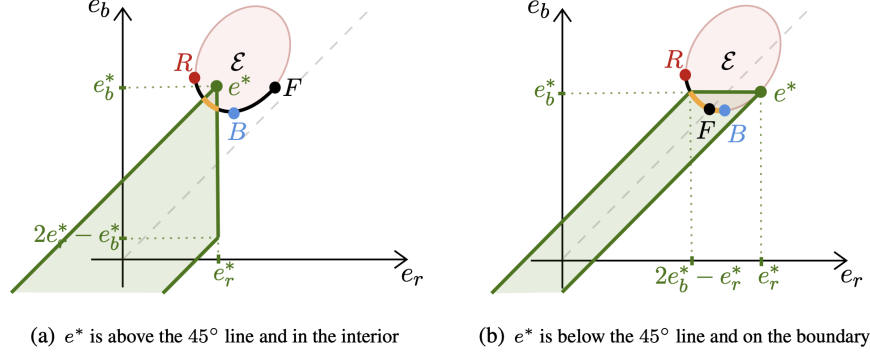 e_b
e_b
R
ℰ
R
ℰ
e_b^*
e^*
F
e_b^*
e^*
B
F
B
2e_r^* − e_b^*
e_r^*
e_r
2e_b^* − e_r^*
e_r^*
e_r
(a) e^* is above the 45° line and in the interior
(b) e^* is below the 45° line and on the boundary